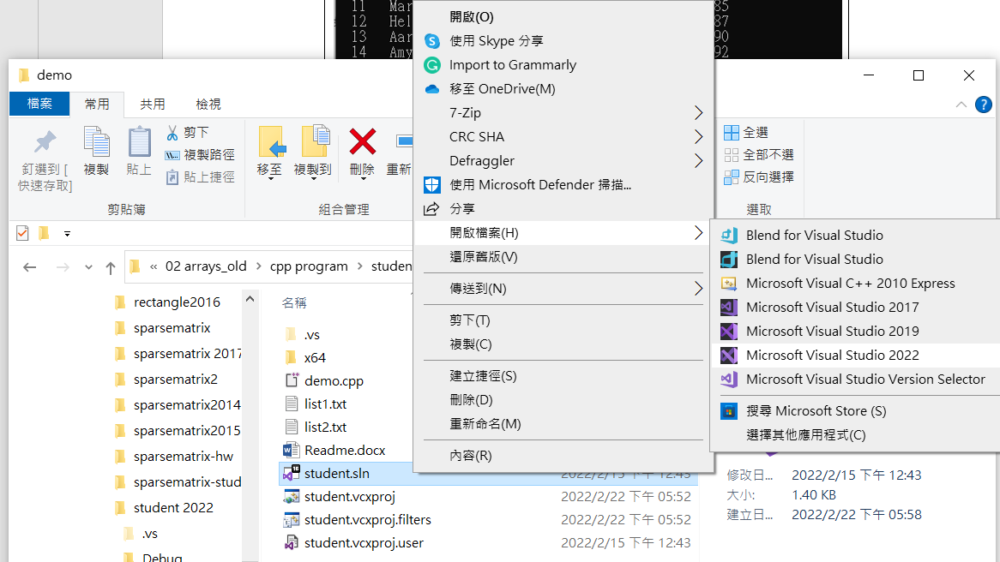 11 Mar 85
12 Hel 87
13 Aar 90
14 Amy 92
demo
檔案 常用 共用 檢視
釘選到 [
快速存取]
複製
貼上
剪下
複製路徑
貼上捷徑
剪貼簿
移至
複製到
刪除
重新
組合管理
全選
全部不選
反向選擇
選取
« 02 arrays_old > cpp program > studen
rectangle2016
sparsematrix
sparsematrix 2017
sparsematrix2
sparsematrix2014
sparsematrix2015
sparsematrix-hw
sparsematrix-stud
student 2022
.vs
Debug
名稱
.vs
x64
demo.cpp
list1.txt
list2.txt
Readme.docx
student.sln 2022/2/15 下午 12:43
student.vcxproj 2022/2/22 下午 05:52
student.vcxproj.filters 2022/2/22 下午 05:52
student.vcxproj.user 2022/2/15 下午 12:43
開啟(O)
使用 Skype 分享
Import to Grammarly
移至 OneDrive(M)
7-Zip
CRC SHA
Defraggler
使用 Microsoft Defender 掃描...
分享
開啟檔案(H)
還原舊版(V)
傳送到(N)
剪下(T)
複製(C)
建立捷徑(S)
刪除(D)
重新命名(M)
內容(R)
Blend for Visual Studio
Blend for Visual Studio
Microsoft Visual C++ 2010 Express
Microsoft Visual Studio 2017
Microsoft Visual Studio 2019
Microsoft Visual Studio 2022
Microsoft Visual Studio Version Selector
搜尋 Microsoft Store (S)
選擇其他應用程式(C)
修改日... 2022/2/15 下午 12:43
大小: 1.40 KB
建立日... 2022/2/22 下午 05:58